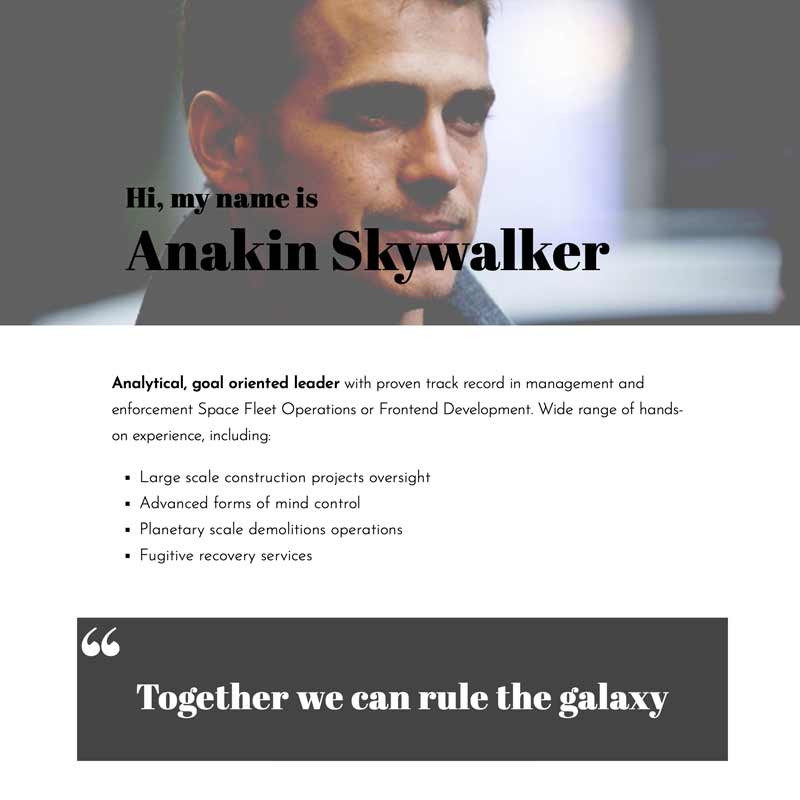 Hi, my name is
Anakin Skywalker
Analytical, goal oriented leader with proven track record in management and
enforcement Space Fleet Operations or Frontend Development. Wide range of hands-
on experience, including:
▪ Large scale construction projects oversight
▪ Advanced forms of mind control
▪ Planetary scale demolitions operations
▪ Fugitive recovery services
“
Together we can rule the galaxy